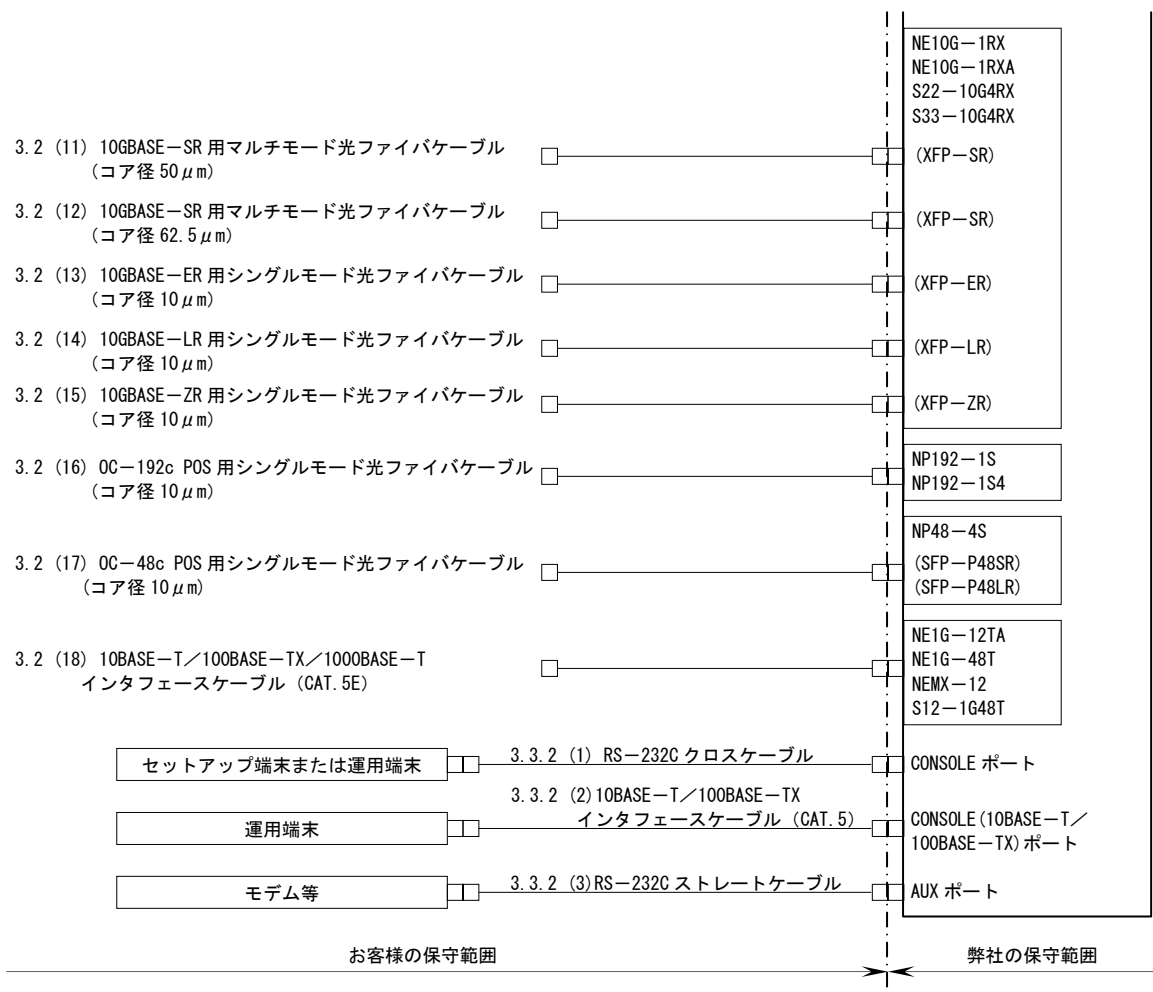 NE10G－1RX
NE10G－1RXA
S22－10G4RX
S33－10G4RX
3.2 (11) 10GBASE－SR 用マルチモード光ファイバケーブル
(コア径 50μm)
(XFP－SR)
3.2 (12) 10GBASE－SR 用マルチモード光ファイバケーブル
(コア径 62.5μm)
(XFP－SR)
3.2 (13) 10GBASE－ER 用シングルモード光ファイバケーブル
(コア径 10μm)
(XFP－ER)
3.2 (14) 10GBASE－LR 用シングルモード光ファイバケーブル
(コア径 10μm)
(XFP－LR)
3.2 (15) 10GBASE－ZR 用シングルモード光ファイバケーブル
(コア径 10μm)
(XFP－ZR)
3.2 (16) OC－192c POS 用シングルモード光ファイバケーブル
(コア径 10μm)
NP192－1S
NP192－1S4
3.2 (17) OC－48c POS 用シングルモード光ファイバケーブル
(コア径 10μm)
NP48－4S
(SFP－P48SR)
(SFP－P48LR)
3.2 (18) 10BASE－T／100BASE－TX／1000BASE－T
インタフェースケーブル (CAT.5E)
NE1G－12TA
NE1G－48T
NEMX－12
S12－1G48T
セットアップ端末または運用端末
3.3.2 (1) RS－232C クロスケーブル
CONSOLE ポート
運用端末
3.3.2 (2)10BASE－T／100BASE－TX
インタフェースケーブル (CAT.5)
CONSOLE(10BASE－T／
100BASE－TX)ポート
モデム等
3.3.2 (3)RS－232C ストレートケーブル
AUX ポート
お客様の保守範囲
弊社の保守範囲